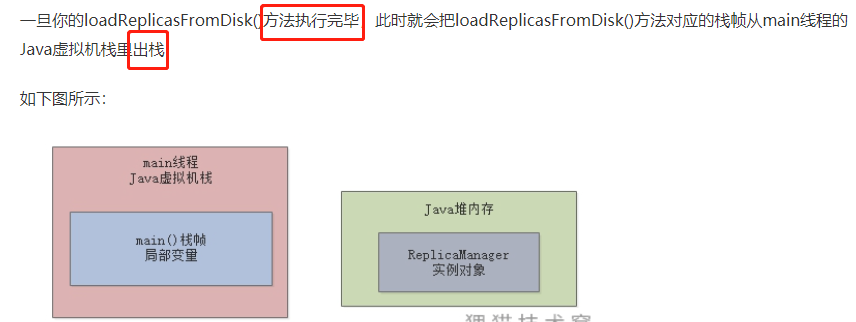 一旦你的loadReplicasFromDisk()方法执行完毕 此时就会把loadReplicasFromDisk()方法对应的栈帧从main线程的
Java虚拟机栈里出栈
如下图所示：
main线程
Java虚拟机栈
main()栈帧
局部变量
Java堆内存
ReplicaManager
实例对象